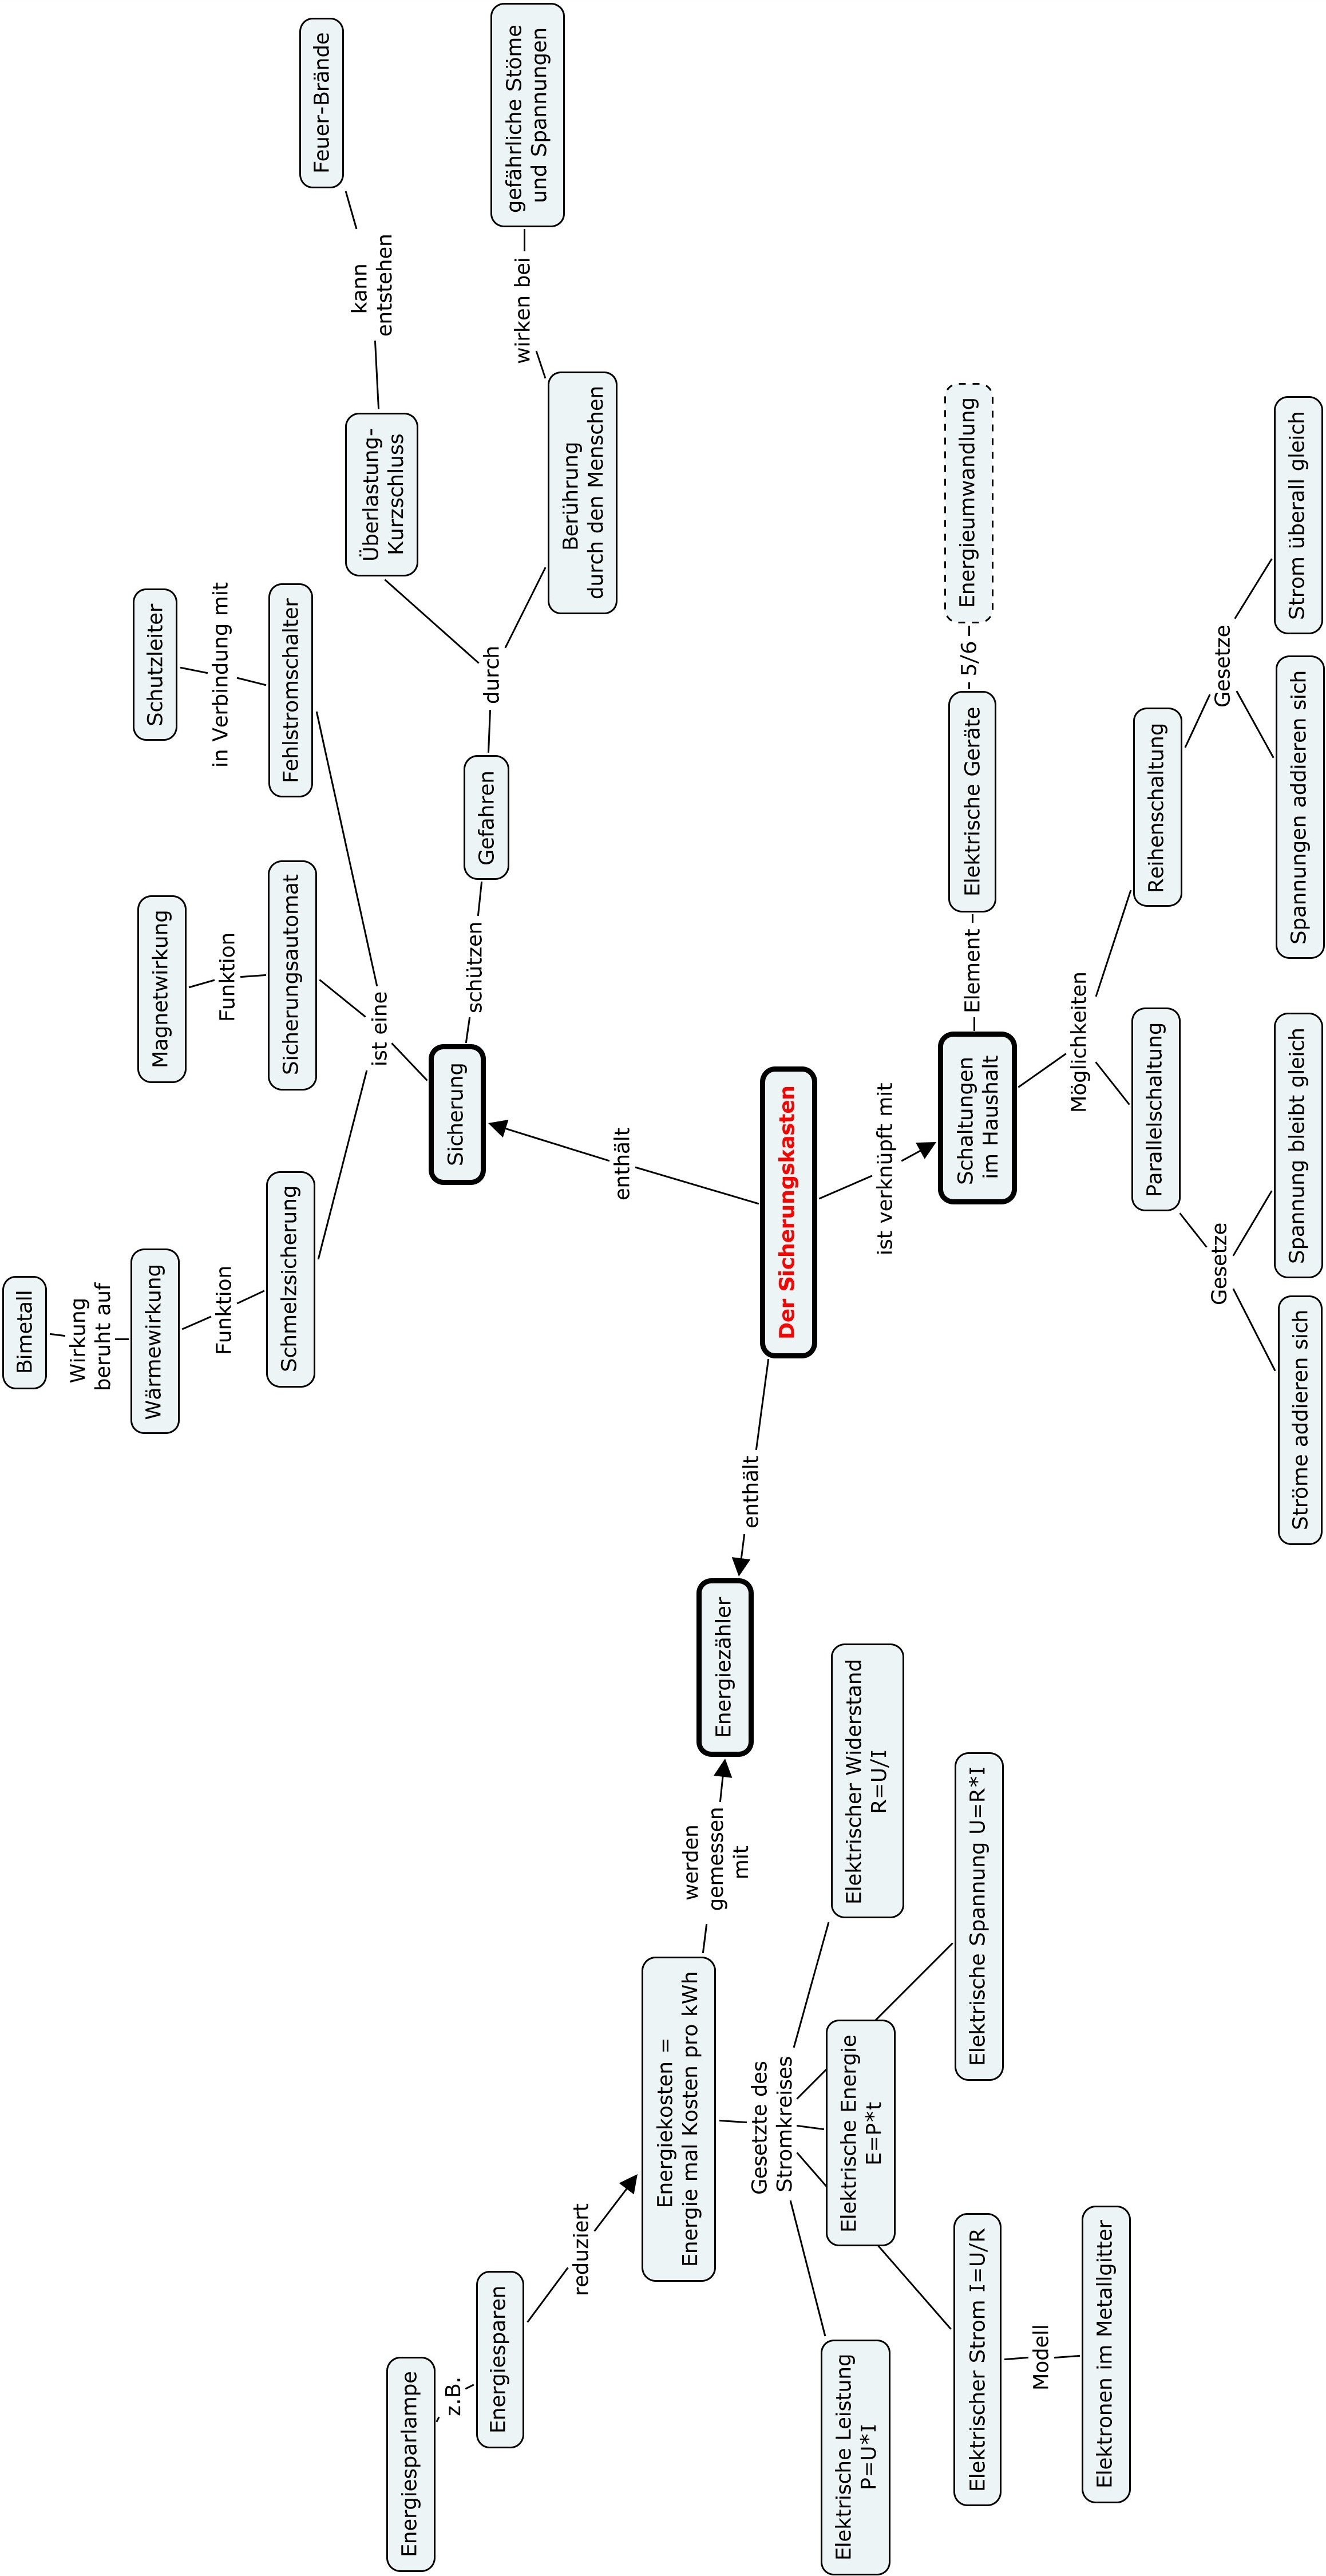 Bimetall
Wirkung
beruht auf
Wärmewirkung
Funktion
Schmelzsicherung
Magnetwirkung
Funktion
Sicherungsautomat
Schutzleiter
in Verbindung mit
Fehlstromschalter
ist eine
Sicherung
schützen
Gefahren
durch
Überlastung-
Kurzschluss
kann
entstehen
Feuer-Brände
Berührung
durch den Menschen
wirken bei
gefährliche Stöme
und Spannungen
enthält
Der Sicherungskasten
enthält
Energiezähler
werden
gemessen
mit
Energiesparlampe
z.B.
Energiesparen
reduziert
Energiekosten =
Energie mal Kosten pro kWh
Gesetzte des
Stromkreises
Elektrische Leistung
P=U*I
Elektrische Energie
E=P*t
Elektrischer Widerstand
R=U/I
Elektrischer Strom I=U/R
Elektrische Spannung U=R*I
Modell
Elektronen im Metallgitter
ist verknüpft mit
Schaltungen
im Haushalt
Element
Elektrische Geräte
5/6
Energieumwandlung
Möglichkeiten
Parallelschaltung
Gesetze
Ströme addieren sich
Spannung bleibt gleich
Reihenschaltung
Gesetze
Spannungen addieren sich
Strom überall gleich